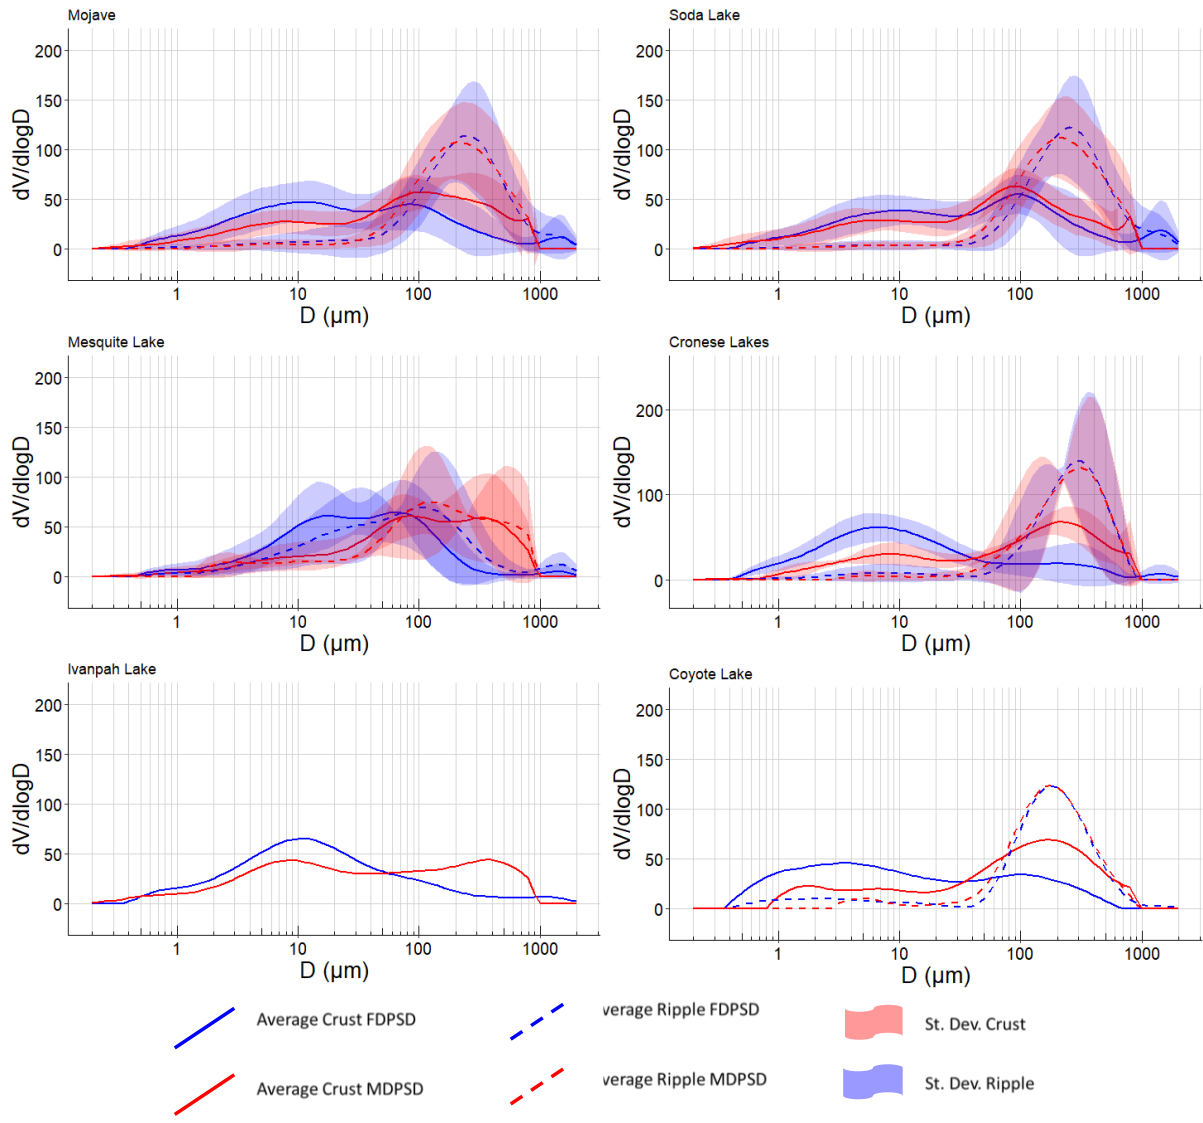 Mojave
Soda Lake
200
150
100
50
0
dV/dlogD
1
10
100
1000
D (µm)
200
150
100
50
0
dV/dlogD
1
10
100
1000
D (µm)
Mesquite Lake
Cronese Lakes
200
150
100
50
0
dV/dlogD
1
10
100
1000
D (µm)
200
100
0
dV/dlogD
1
10
100
1000
D (µm)
Ivanpah Lake
Coyote Lake
200
150
100
50
0
dV/dlogD
1
10
100
1000
D (µm)
200
150
100
50
0
dV/dlogD
1
10
100
1000
D (µm)
Average Crust FDPSD
verage Ripple FDPSD
St. Dev. Crust
Average Crust MDPSD
verage Ripple MDPSD
St. Dev. Ripple